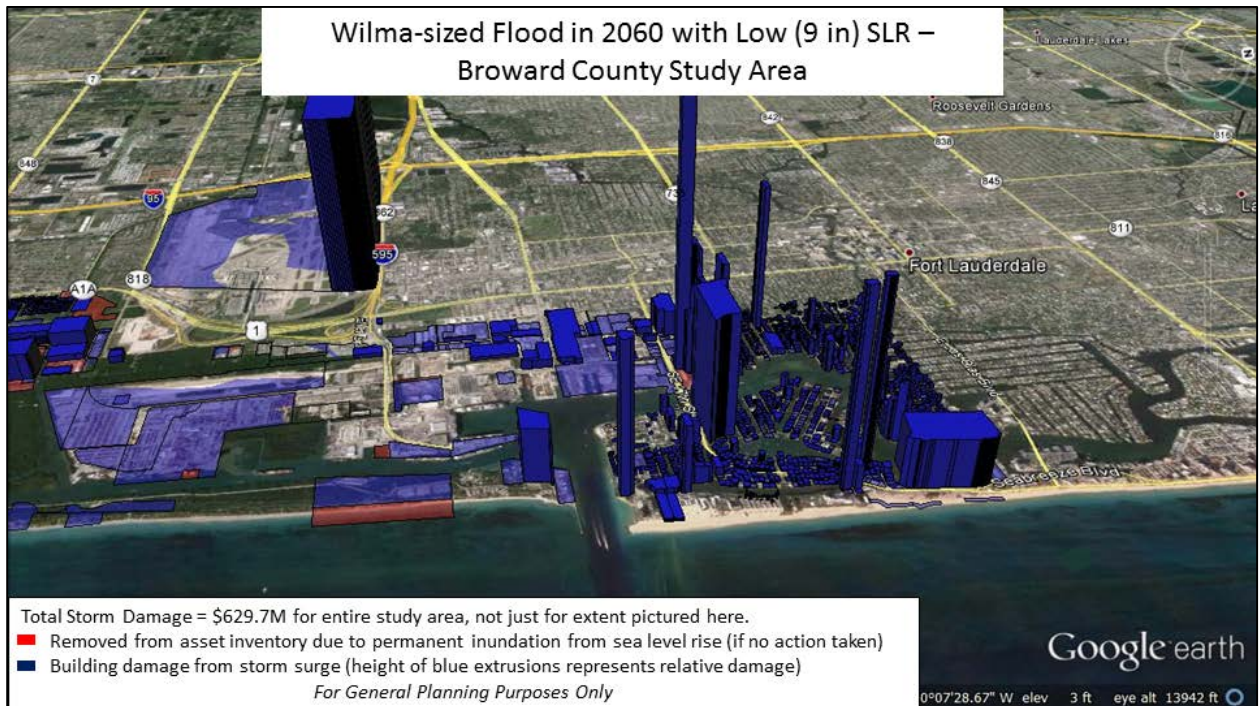 Wilma-sized Flood in 2060 with Low (9 in) SLR –
Broward County Study Area
Lauderdale Lakes
N
7
Roosevelt Gardens
842
838
816
848
95
845
862
595
811
818
A1A
Fort Lauderdale
1
Seabreeze Blvd
Total Storm Damage = $629.7M for entire study area, not just for extent pictured here.
Removed from asset inventory due to permanent inundation from sea level rise (if no action taken)
Building damage from storm surge (height of blue extrusions represents relative damage)
For General Planning Purposes Only
Google earth
0°07'28.67" W elev 3 ft eye alt 13942 ft